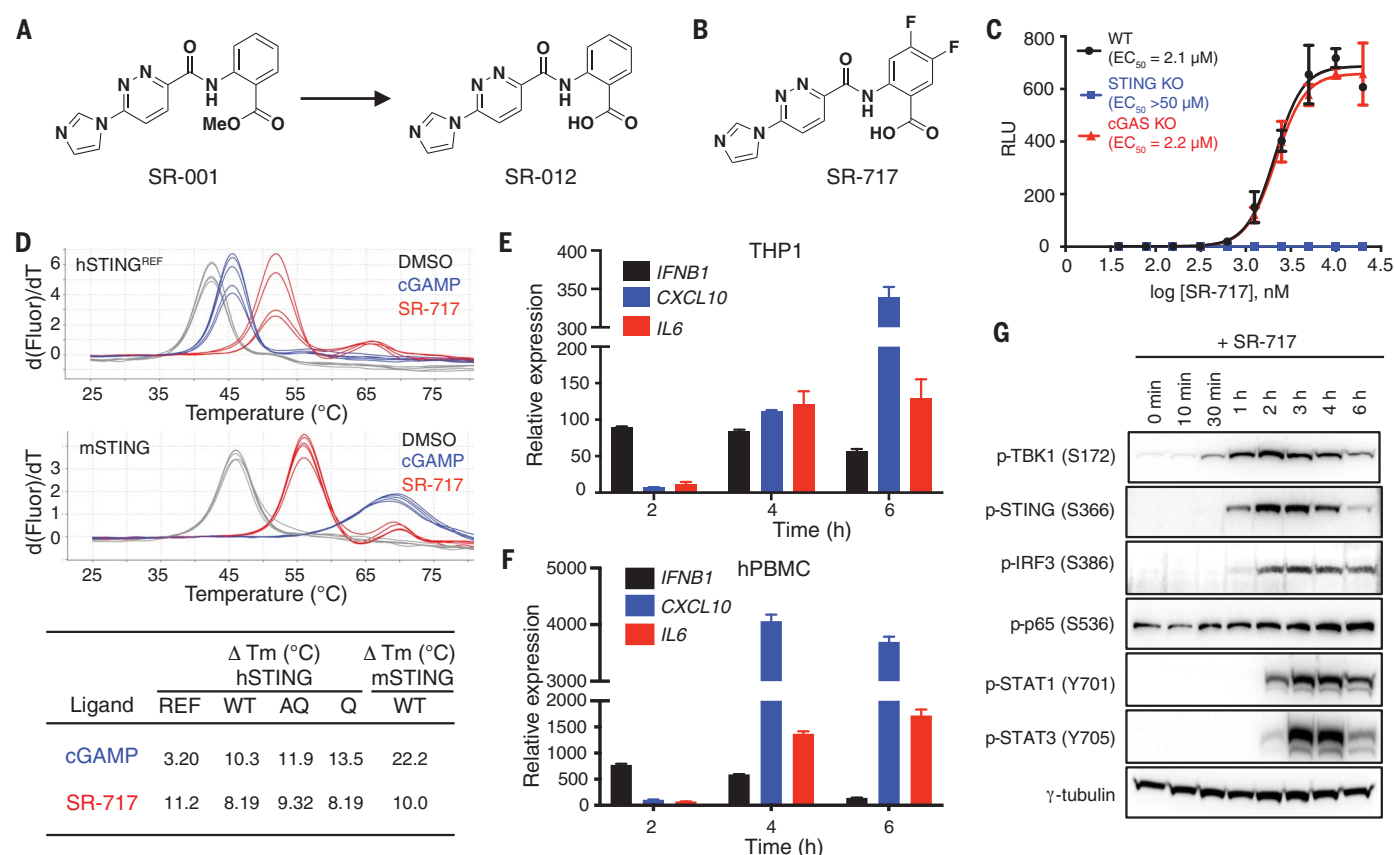 A
N
N
O
N
H
MeO
O
N
N
SR-001
N
N
O
N
H
HO
O
N
N
SR-012
B
F
F
N
N
O
N
H
HO
O
N
N
SR-717
C
800
600
400
200
0
RLU
WT
(EC50 = 2.1 µM)
STING KO
(EC50 >50 µM)
cGAS KO
(EC50 = 2.2 µM)
0 1.0 1.5 2.0 2.5 3.0 3.5 4.0 4.5
log [SR-717], nM
D
hSTINGREF
DMSO
cGAMP
SR-717
d(Fluor)/dT
6
4
2
0
25 35 45 55 65 75
Temperature (°C)
mSTING
DMSO
cGAMP
SR-717
d(Fluor)/dT
3
2
1
0
25 35 45 55 65 75
Temperature (°C)
Δ Tm (°C) Δ Tm (°C)
hSTING mSTING
Ligand REF WT AQ Q WT
cGAMP 3.20 10.3 11.9 13.5 22.2
SR-717 11.2 8.19 9.32 8.19 10.0
E
THP1
IFNB1
CXCL10
IL6
Relative expression
400
350
300
200
150
100
50
0
2 4 6
Time (h)
F
hPBMC
IFNB1
CXCL10
IL6
Relative expression
5000
4000
3000
2000
1500
1000
500
0
2 4 6
Time (h)
G
+ SR-717
0 min 10 min 30 min 1 h 2 h 3 h 4 h 6 h
p-TBK1 (S172)
p-STING (S366)
p-IRF3 (S386)
p-p65 (S536)
p-STAT1 (Y701)
p-STAT3 (Y705)
γ-tubulin